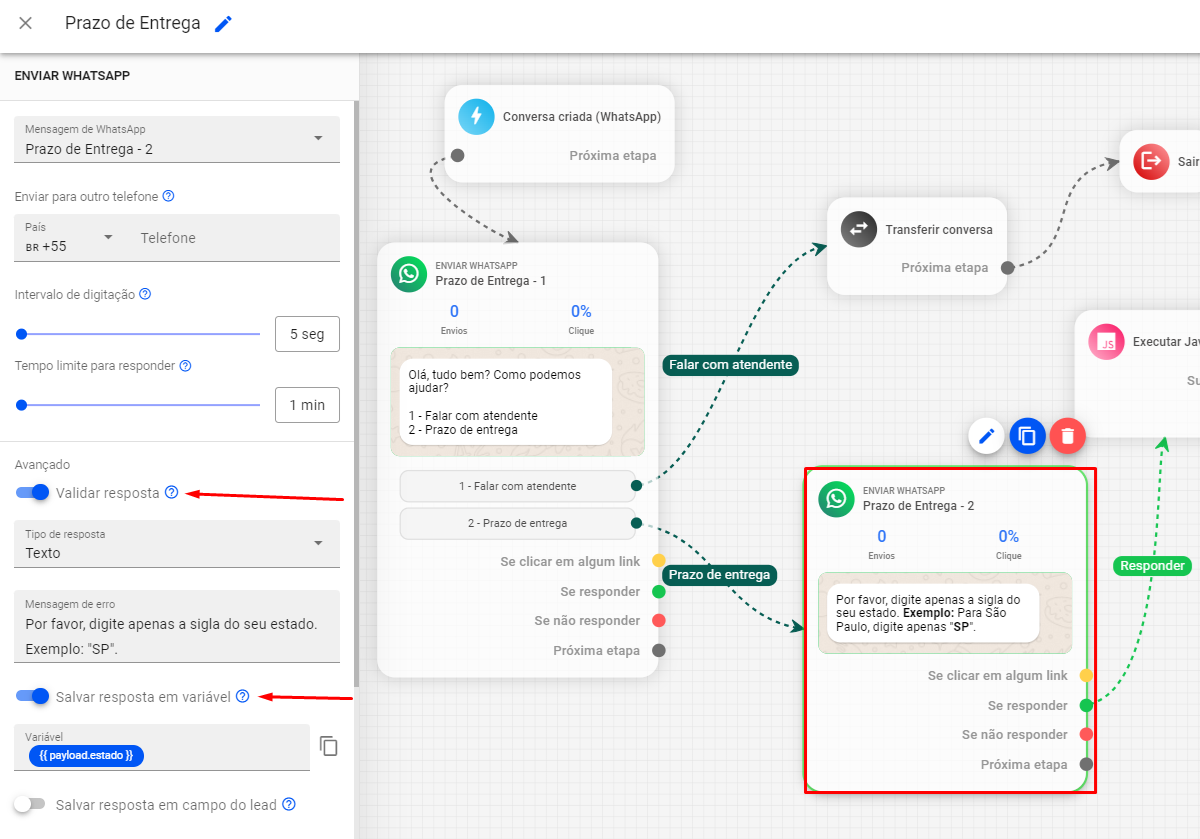 Prazo de Entrega
ENVIAR WHATSAPP
Mensagem de WhatsApp
Prazo de Entrega - 2
Enviar para outro telefone ?
País
BR +55
Telefone
Intervalo de digitação ?
5 seg
Tempo limite para responder ?
1 min
Avançado
Validar resposta ?
Tipo de resposta
Texto
Mensagem de erro
Por favor, digite apenas a sigla do seu estado.
Exemplo: "SP".
Salvar resposta em variável ?
Variável
{{ payload.estado }}
Salvar resposta em campo do lead ?
Conversa criada (WhatsApp)
Próxima etapa
ENVIAR WHATSAPP
Prazo de Entrega - 1
0 0%
Envios Clique
Olá, tudo bem? Como podemos
ajudar?
1 - Falar com atendente
2 - Prazo de entrega
1 - Falar com atendente
2 - Prazo de entrega
Se clicar em algum link
Se responder
Se não responder
Próxima etapa
Falar com atendente
Prazo de entrega
Transferir conversa
Próxima etapa
Sair
JS
Executar Jav
Su
ENVIAR WHATSAPP
Prazo de Entrega - 2
0 0%
Envios Clique
Por favor, digite apenas a sigla do
seu estado. Exemplo: Para São
Paulo, digite apenas "SP".
Se clicar em algum link
Se responder
Se não responder
Próxima etapa
Responder